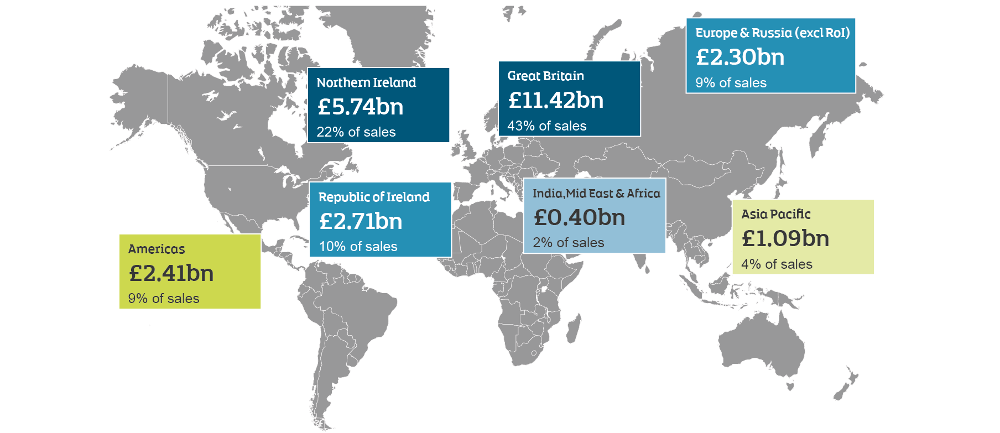 Europe & Russia (excl RoI)
£2.30bn
9% of sales
Northern Ireland
£5.74bn
22% of sales
Great Britain
£11.42bn
43% of sales
Republic of Ireland
£2.71bn
10% of sales
India,Mid East & Africa
£0.40bn
2% of sales
Asia Pacific
£1.09bn
4% of sales
Americas
£2.41bn
9% of sales